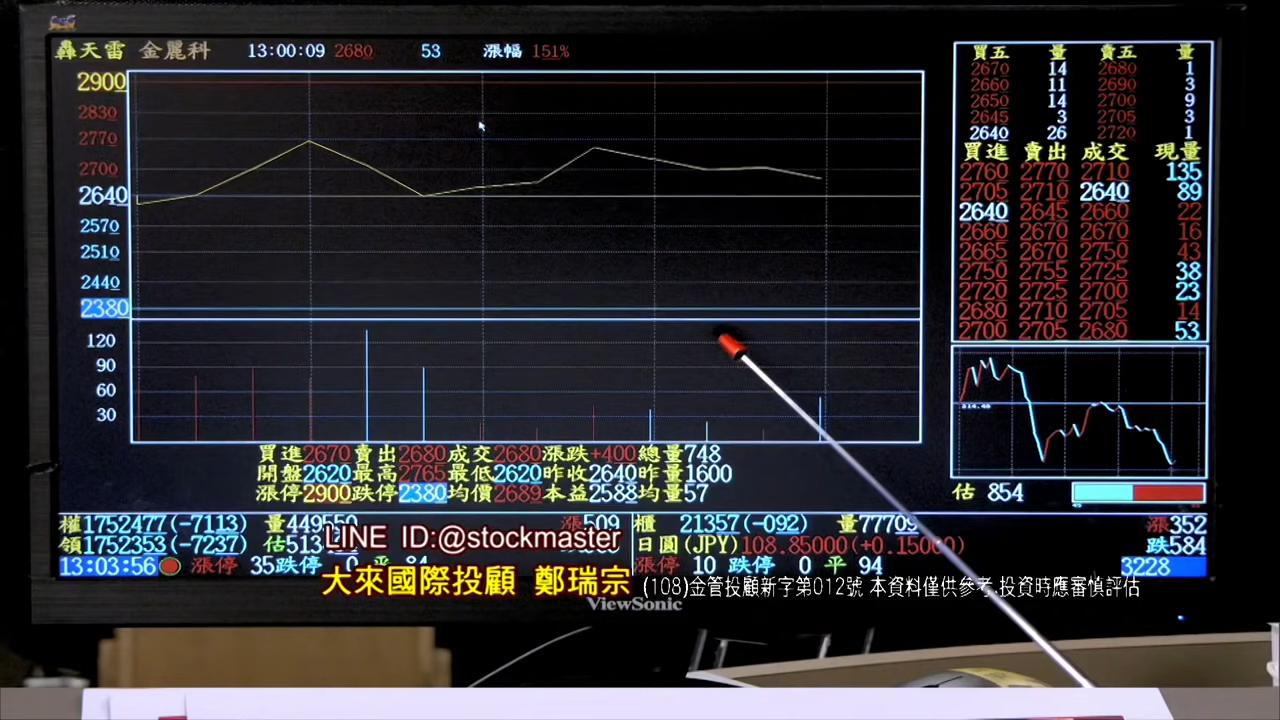 轟天雷 金麗科 13:00:09 2680 53 漲幅 151%
2900
2830
2770
2700
2640
2570
2510
2440
2380
120
90
60
30
買五 量 賣五 量
2670 14 2680 1
2660 11 2690 3
2650 14 2700 9
2645 3 2705 3
2640 26 2720 1
買進 賣出 成交 現量
2760 2770 2710 135
2705 2710 2640 89
2640 2645 2660 22
2660 2670 2670 16
2665 2670 2750 43
2750 2755 2725 38
2720 2725 2700 23
2680 2710 2705 14
2700 2705 2680 53
估 854
買進2670賣出2680成交2680漲跌+400總量748
開盤2620最高2765最低2620昨收2640昨量1600
漲停2900跌停2380均價2689本益2588均量57
權1752477(-7113) 量449550 漲509 櫃 21357(-092) 量77709 漲352
領1752353(-7237) 估513 日圓(JPY)108.85000(+0.15000) 跌584
13:03:56 漲停 35跌停 0 平 84 漲停 10 跌停 0 平 94 3228
LINE ID:@stockmaster
大來國際投顧 鄭瑞宗 (108)金管投顧新字第012號 本資料僅供參考.投資時應審慎評估
ViewSonic